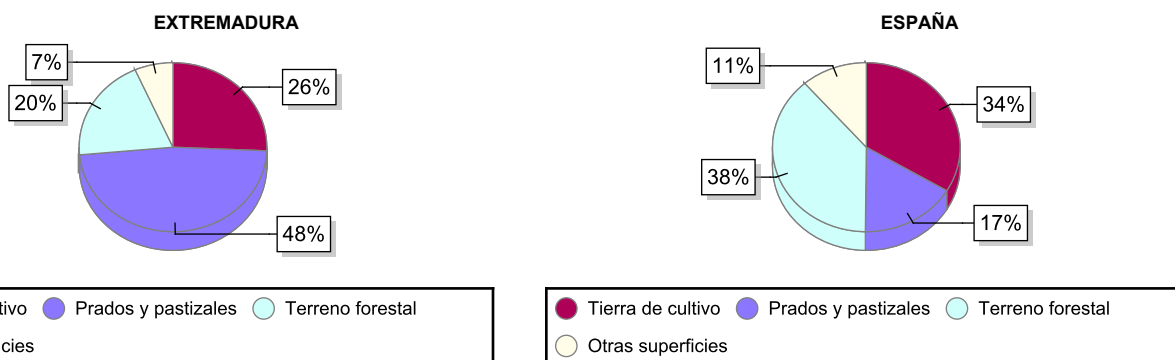 EXTREMADURA
7%
20%
26%
48%
tivo Prados y pastizales Terreno forestal
cies
ESPAÑA
11%
34%
38%
17%
Tierra de cultivo Prados y pastizales Terreno forestal
Otras superficies